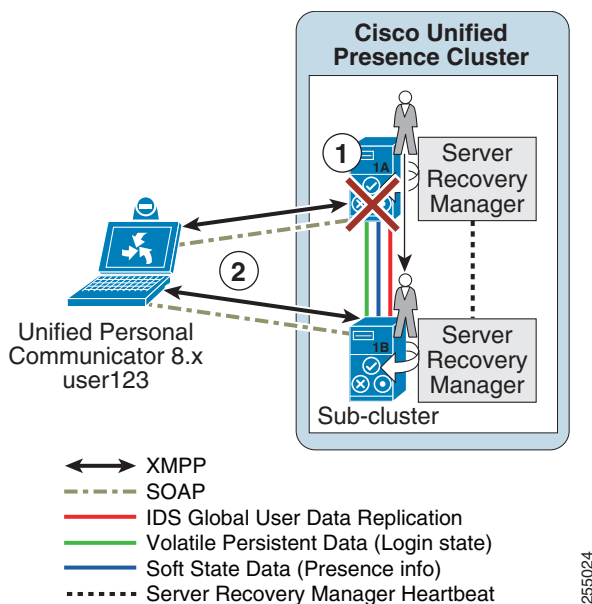 Cisco Unified
Presence Cluster
1
1A
Server
Recovery
Manager
2
Unified Personal
Communicator 8.x
user123
1B
Server
Recovery
Manager
Sub-cluster
XMPP
SOAP
IDS Global User Data Replication
Volatile Persistent Data (Login state)
Soft State Data (Presence info)
Server Recovery Manager Heartbeat
255024